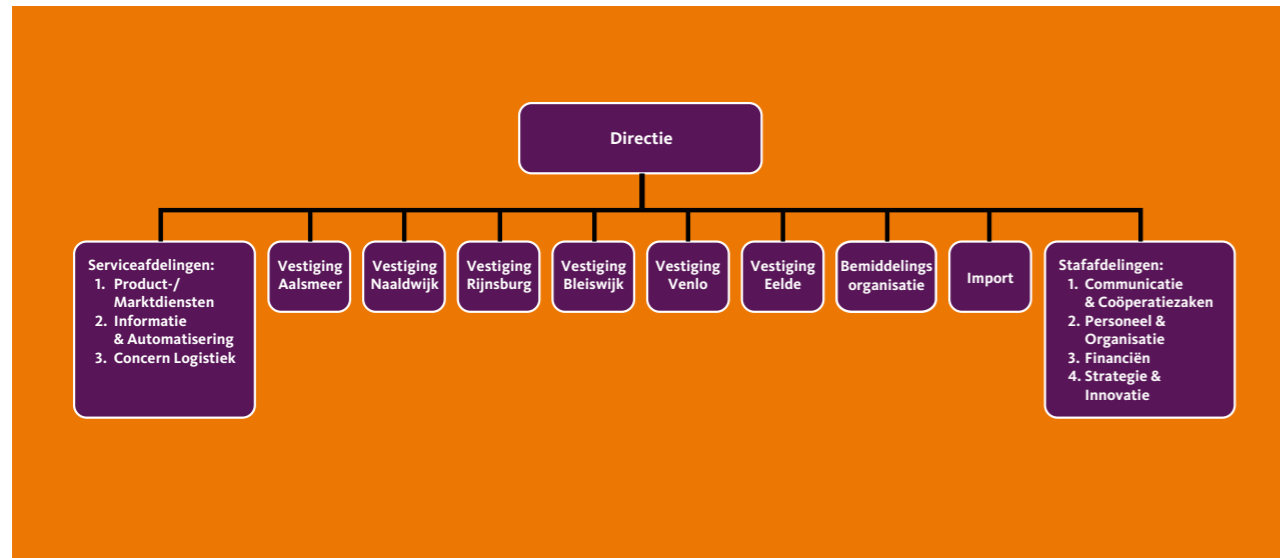 Directie
Serviceafdelingen:
1. Product-/
Marktdiensten
2. Informatie
& Automatisering
3. Concern Logistiek
Vestiging
Aalsmeer
Vestiging
Naaldwijk
Vestiging
Rijnsburg
Vestiging
Bleiswijk
Vestiging
Venlo
Vestiging
Eelde
Bemiddelings
organisatie
Import
Stafafdelingen:
1. Communicatie
& Coöperatiezaken
2. Personeel &
Organisatie
3. Financiën
4. Strategie &
Innovatie